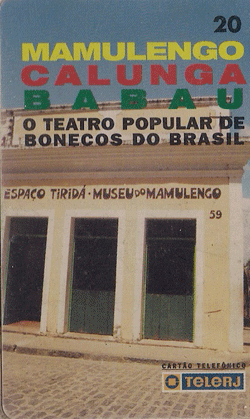 20
MAMULENGO
CALUNGA
BABAU
O TEATRO POPULAR DE
BONECOS DO BRASIL
ESPAÇO TIRIDÁ - MUSEU DO MAMULENGO
59
CARTÃO TELEFÔNICO
TELERJ